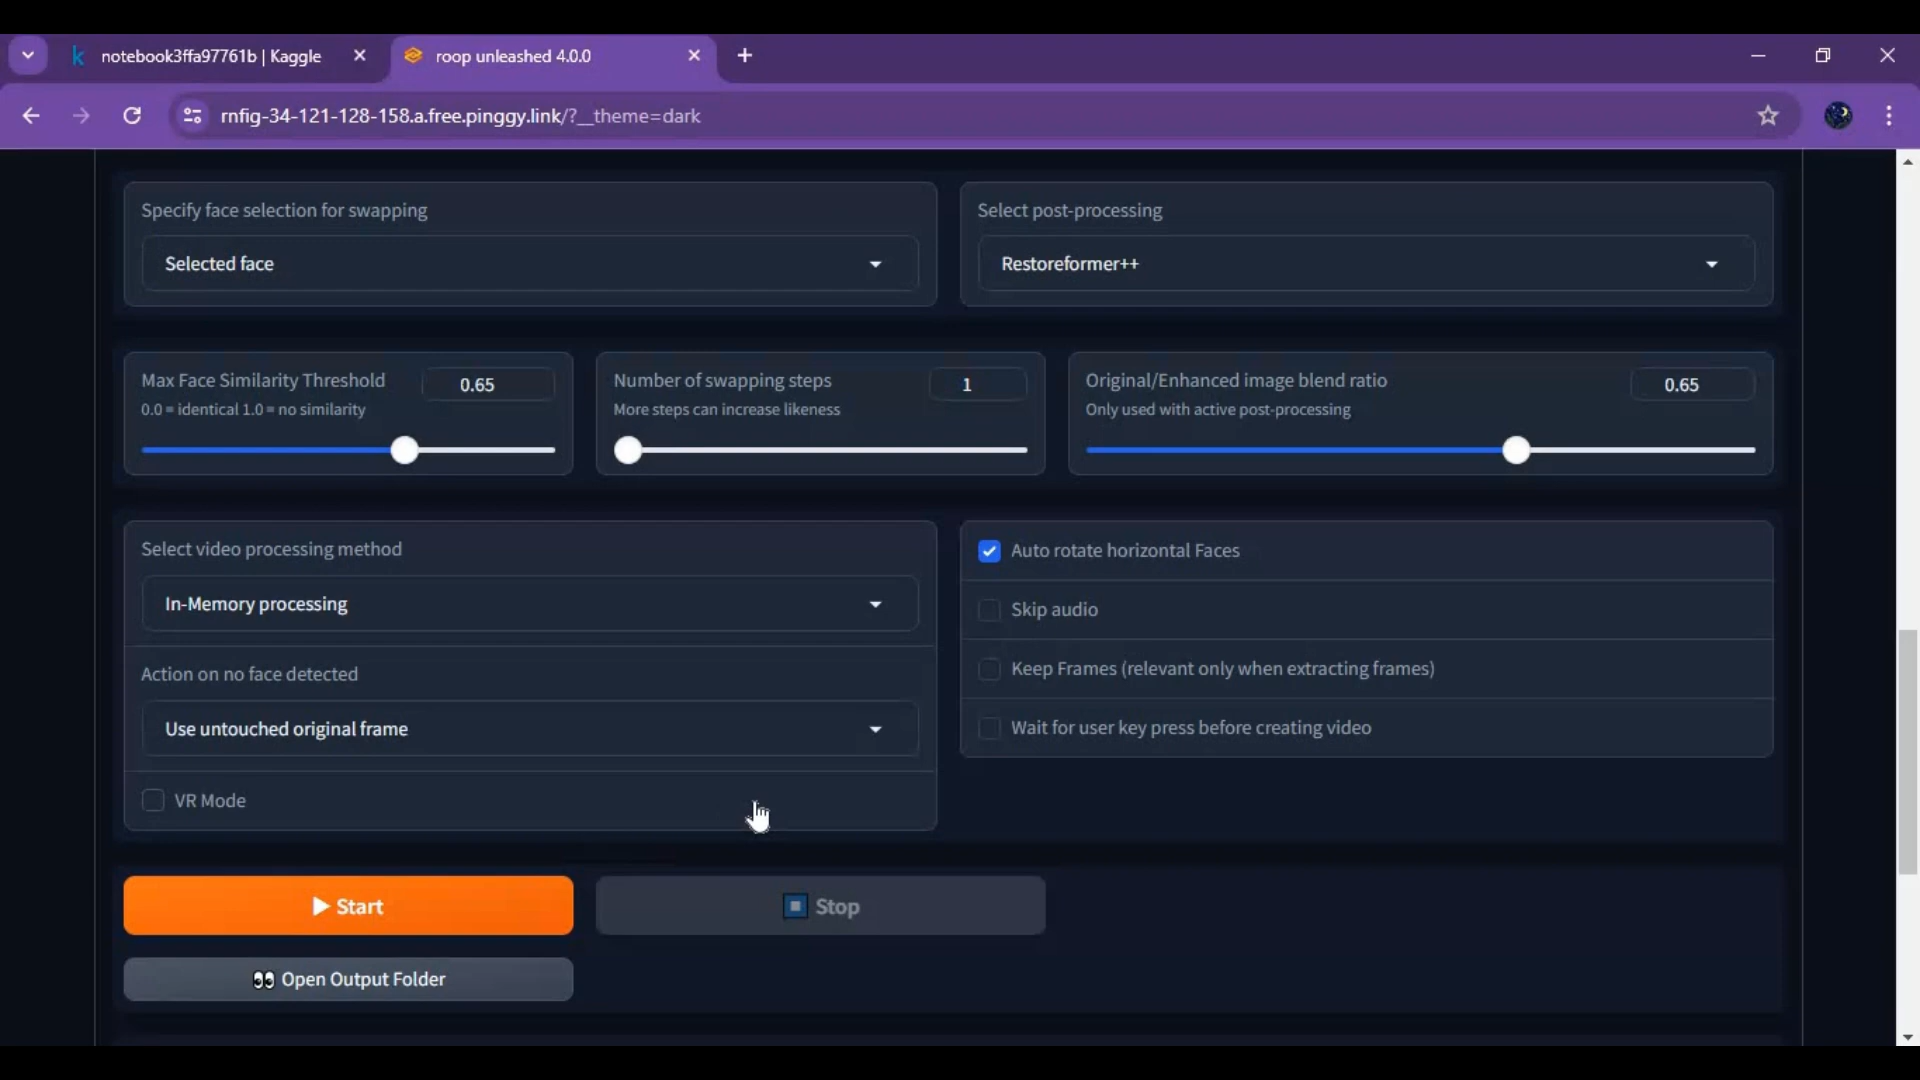 notebook3ffa97761b | Kaggle
roop unleashed 4.0.0
rnfig-34-121-128-158.a.free.pinggy.link/?__theme=dark
Specify face selection for swapping
Selected face
Select post-processing
Restoreformer++
Max Face Similarity Threshold
0.65
0.0 = identical 1.0 = no similarity
Number of swapping steps
1
More steps can increase likeness
Original/Enhanced image blend ratio
0.65
Only used with active post-processing
Select video processing method
In-Memory processing
Action on no face detected
Use untouched original frame
VR Mode
Auto rotate horizontal Faces
Skip audio
Keep Frames (relevant only when extracting frames)
Wait for user key press before creating video
Start
Stop
Open Output Folder